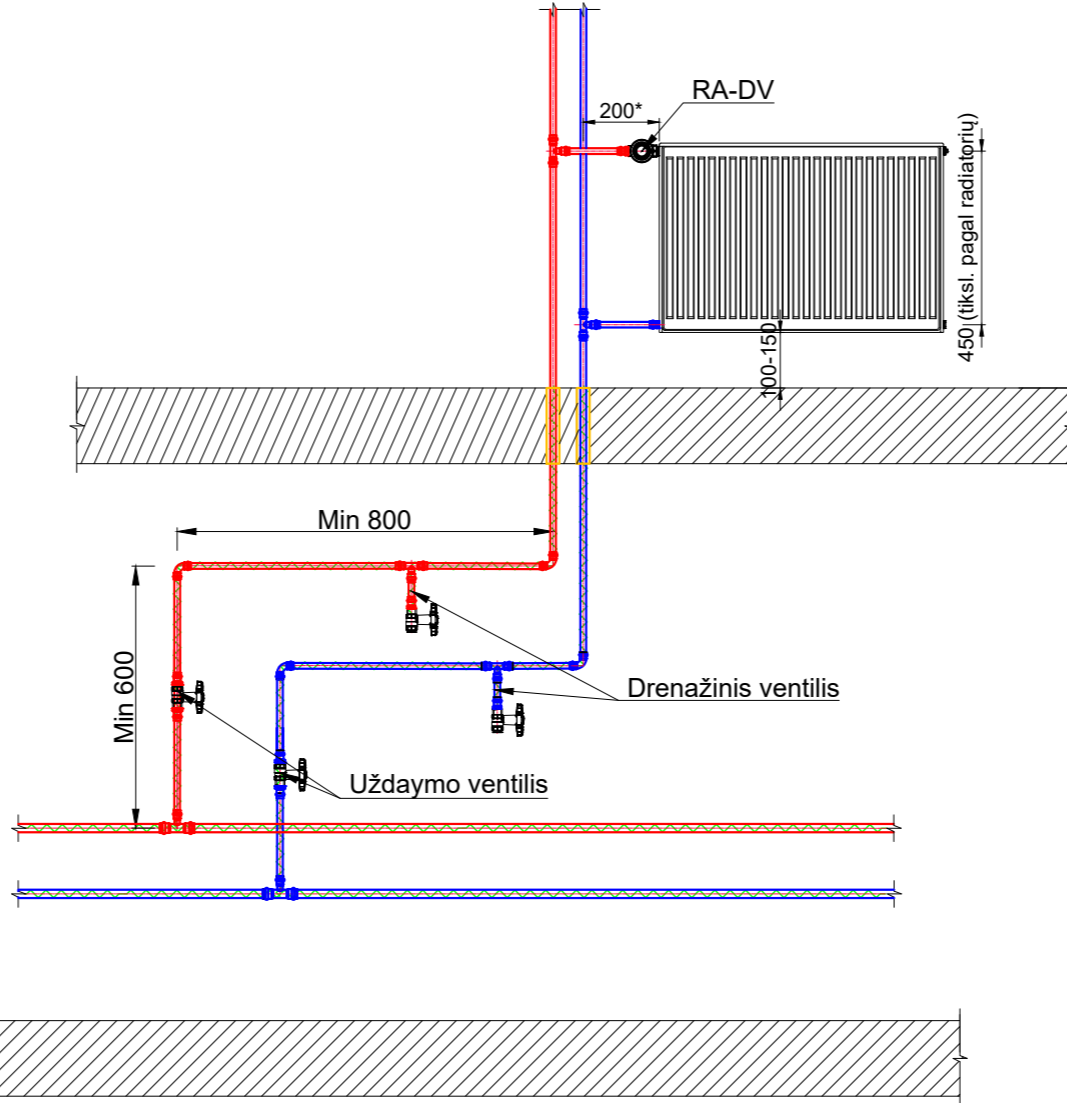 RA-DV
200*
450 (tiksl. pagal radiatorių)
100-150
Min 800
Min 600
Drenažinis ventilis
Uždaymo ventilis